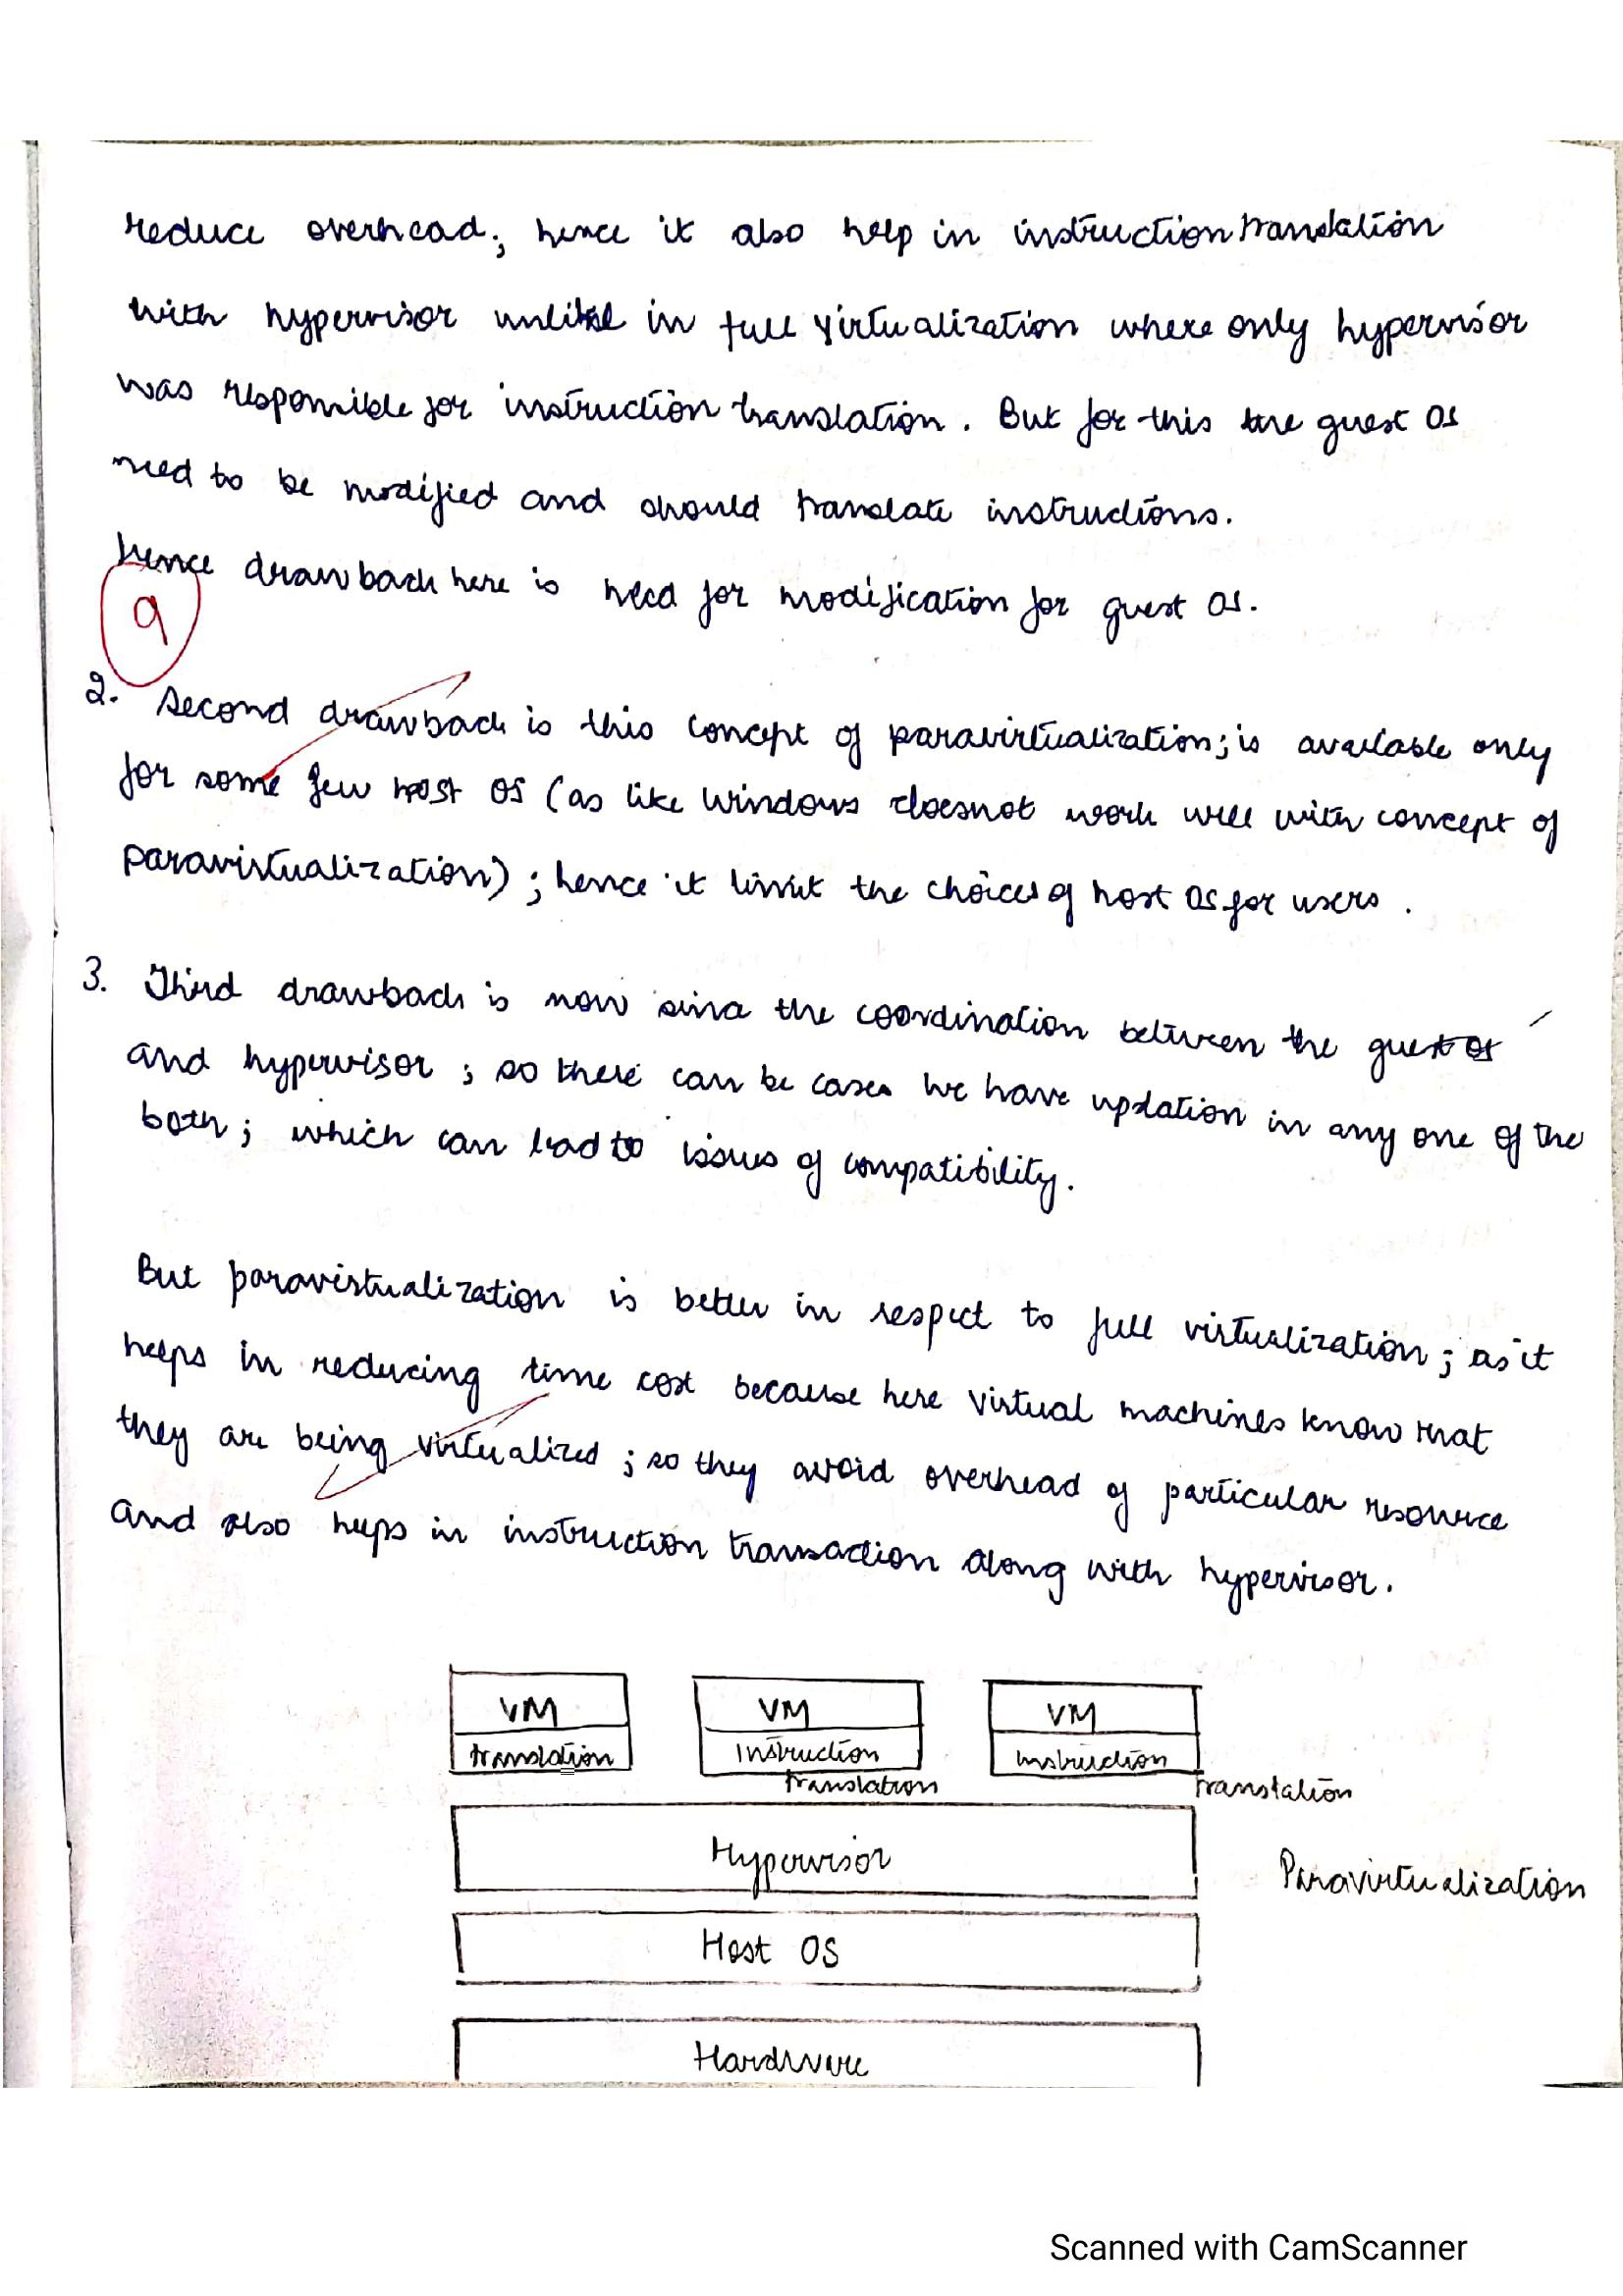 reduce overhead; hence it also help in instruction translation
with hypervisor unlike in full virtualization where only hypervisor
was responsible for instruction translation. But for this the guest OS
need to be modified and should translate instructions.
hence drawback here is need for modification for guest OS.
9
2. Second drawback is this concept of paravirtualization; is available only
for some few host OS (as like Windows doesnot work well with concept of
paravirtualization); hence it limit the choices of host OS for users.
3. Third drawback is now since the coordination between the guest OS
and hypervisor; so there can be cases we have updation in any one of the
both; which can lead to issues of compatibility.
But paravirtualization is better in respect to full virtualization; as it
helps in reducing time cost because here virtual machines know that
they are being virtualized; so they avoid overhead of particular resource
and also helps in instruction transaction along with hypervisor.
VM VM VM
translation Instruction Instruction
translation translation
Hypervisor
Paravirtualization
Host OS
Hardware
Scanned with CamScanner